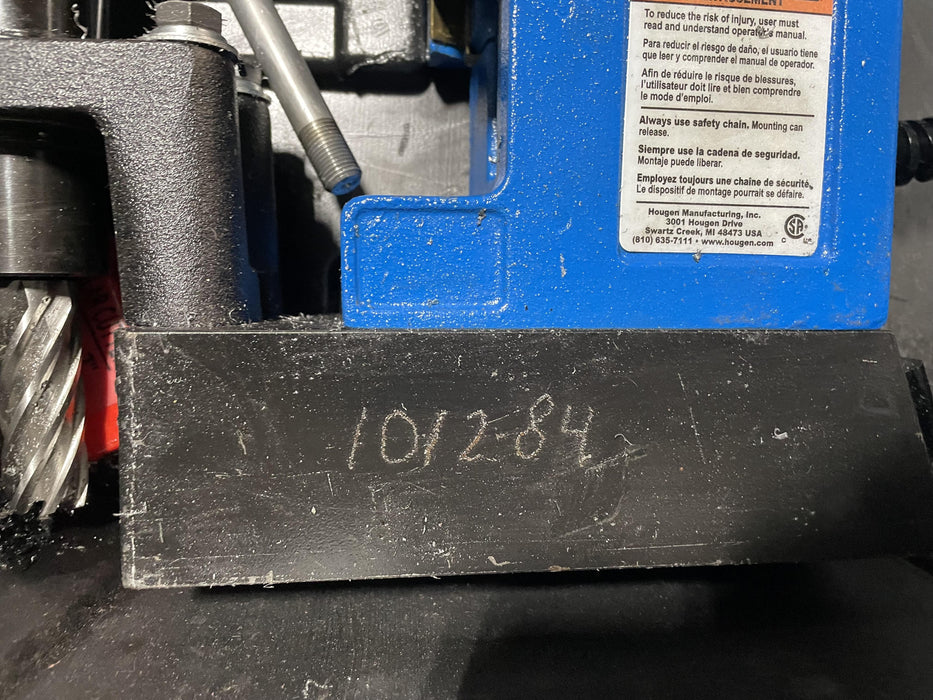 To reduce the risk of injury, user must
read and understand operator's manual.
Para reducir el riesgo de daño, el usuario tiene
que leer y comprender el manual de operador.
Afin de réduire le risque de blessures,
l'utilisateur doit lire et bien comprendre
le mode d'emploi.
Always use safety chain. Mounting can
release.
Siempre use la cadena de seguridad.
Montaje puede liberar.
Employez toujours une chaine de sécurité.
Le dispositif de montage pourrait se défaire.
Hougen Manufacturing, Inc.
3001 Hougen Drive
Swartz Creek, MI 48473 USA
(810) 635-7111 • www.hougen.com
101284